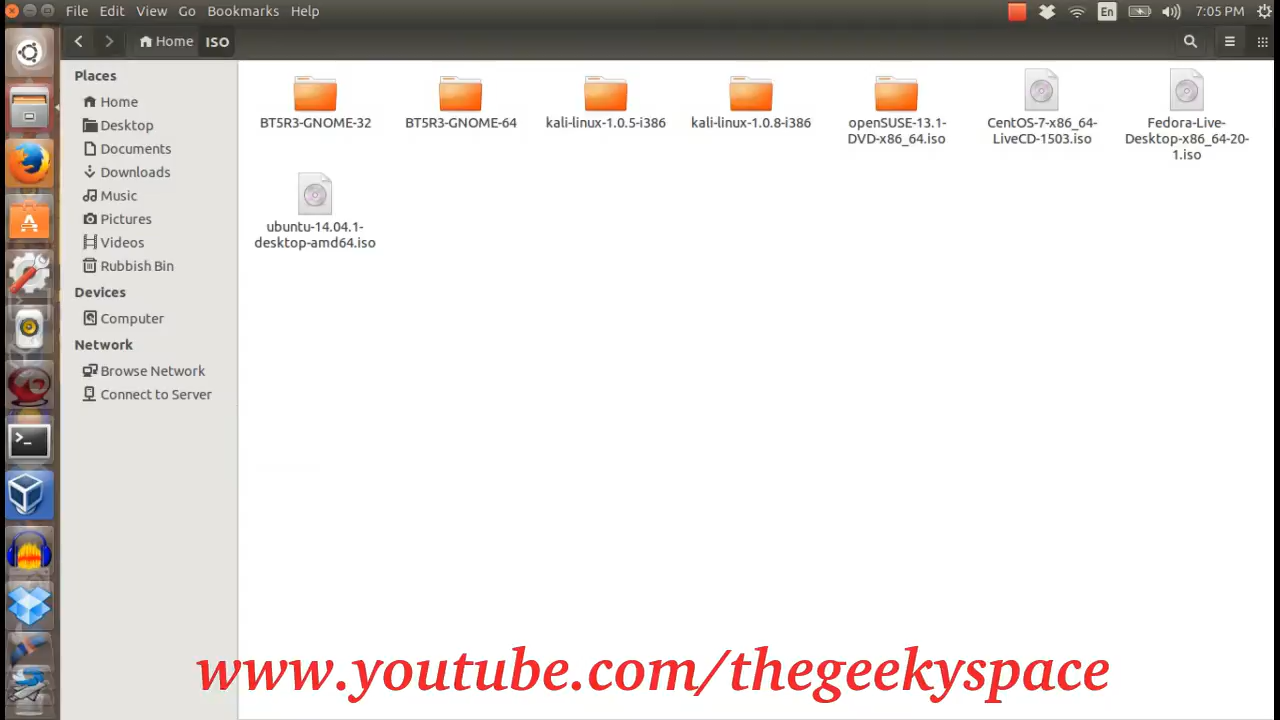 File Edit View Go Bookmarks Help
En
7:05 PM
Home ISO
Places
Home
Desktop
Documents
Downloads
Music
Pictures
Videos
Rubbish Bin
Devices
Computer
Network
Browse Network
Connect to Server
BT5R3-GNOME-32
BT5R3-GNOME-64
kali-linux-1.0.5-i386
kali-linux-1.0.8-i386
openSUSE-13.1-
DVD-x86_64.iso
CentOS-7-x86_64-
LiveCD-1503.iso
Fedora-Live-
Desktop-x86_64-20-
1.iso
ubuntu-14.04.1-
desktop-amd64.iso
www.youtube.com/thegeekyspace